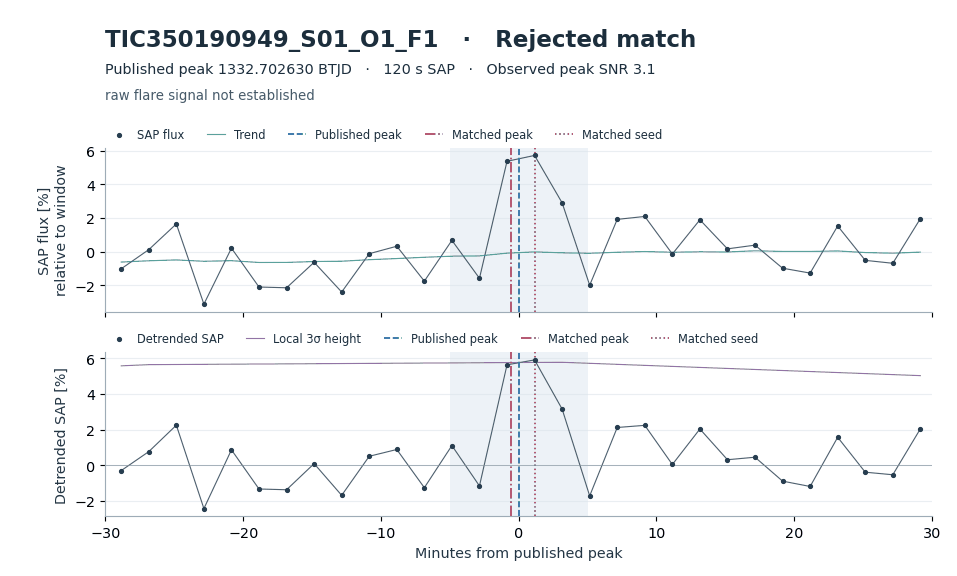 TIC350190949_S01_O1_F1 · Rejected match
Published peak 1332.702630 BTJD · 120 s SAP · Observed peak SNR 3.1
raw flare signal not established
SAP flux Trend Published peak Matched peak Matched seed
SAP flux [%]
relative to window
6
4
2
0
−2
Detrended SAP Local 3σ height Published peak Matched peak Matched seed
Detrended SAP [%]
6
4
2
0
−2
−30 −20 −10 0 10 20 30
Minutes from published peak